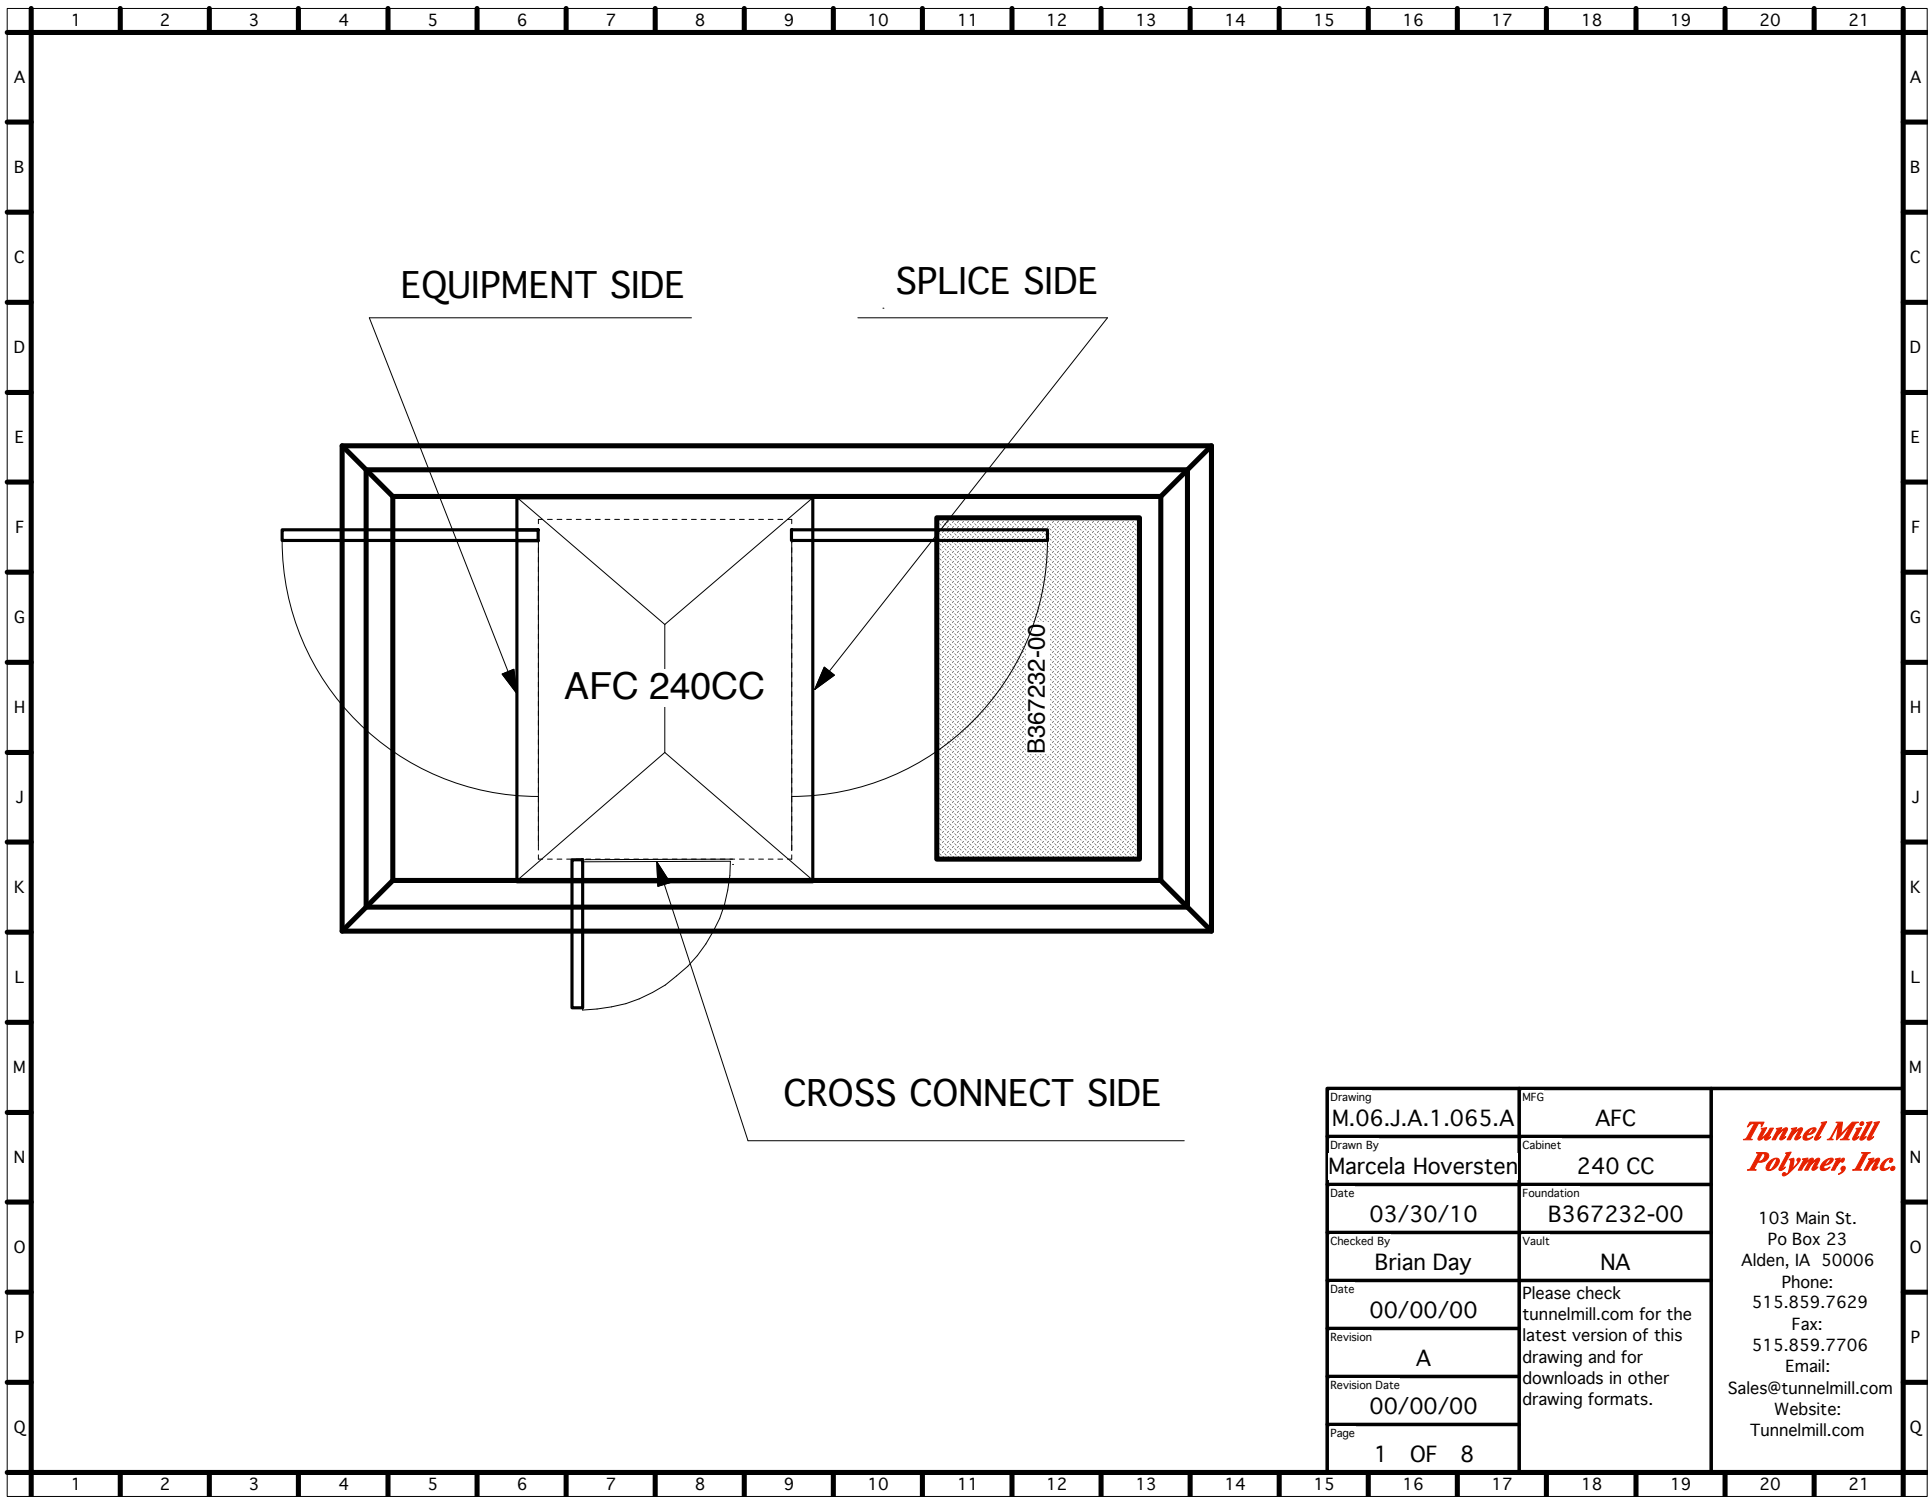 1 2 3 4 5 6 7 8 9 10 11 12 13 14 15 16 17 18 19 20 21
A A
B B
C C
EQUIPMENT SIDE
SPLICE SIDE
D D
E E
F F
G G
AFC 240CC
B367232-00
H H
J J
K K
L L
M M
CROSS CONNECT SIDE
N N
O O
P P
Q Q
Drawing
M.06.J.A.1.065.A
MFG
AFC
Drawn By
Marcela Hoversten
Cabinet
240 CC
Date
03/30/10
Foundation
B367232-00
Checked By
Brian Day
Vault
NA
Date
00/00/00
Revision
A
Revision Date
00/00/00
Page
1 OF 8
Please check
tunnelmill.com for the
latest version of this
drawing and for
downloads in other
drawing formats.
Tunnel Mill
Polymer, Inc.
103 Main St.
Po Box 23
Alden, IA 50006
Phone:
515.859.7629
Fax:
515.859.7706
Email:
Sales@tunnelmill.com
Website:
Tunnelmill.com
1 2 3 4 5 6 7 8 9 10 11 12 13 14 15 16 17 18 19 20 21